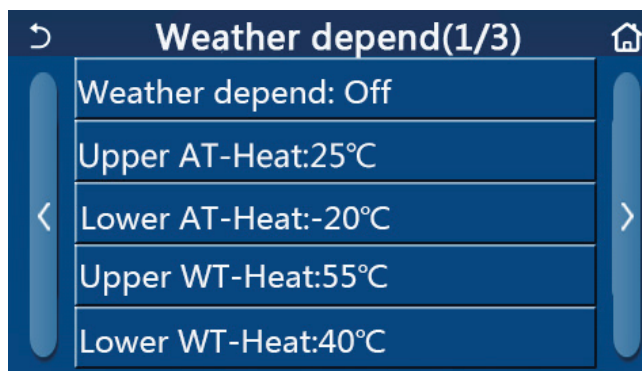 Weather depend(1/3)
Weather depend: Off
Upper AT-Heat:25℃
Lower AT-Heat:-20℃
Upper WT-Heat:55℃
Lower WT-Heat:40℃